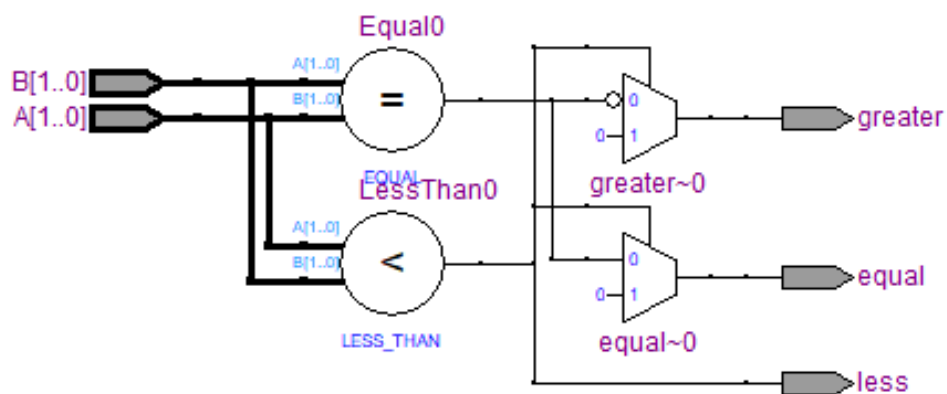 Equal0
B[1..0]
A[1..0]
A[1..0]
B[1..0]
=
EQUAL
0
0
1
greater
greater~0
LessThan0
A[1..0]
B[1..0]
<
LESS_THAN
0
0
1
equal
equal~0
less